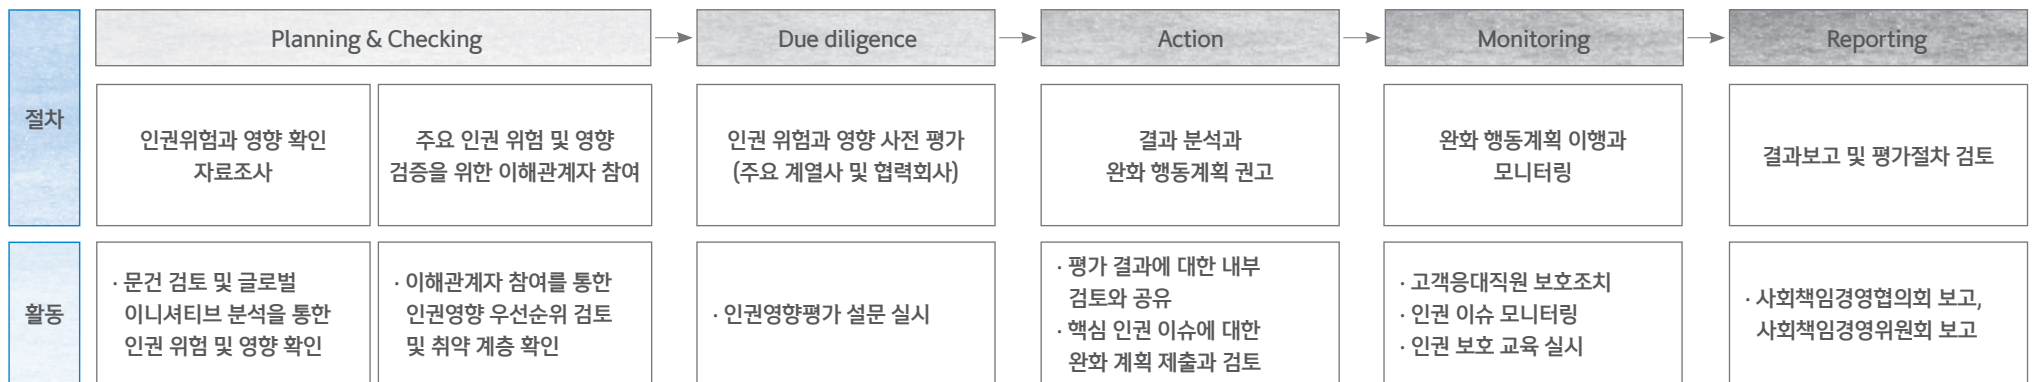 절차
Planning & Checking
Due diligence
Action
Monitoring
Reporting
인권위험과 영향 확인
자료조사
주요 인권 위험 및 영향
검증을 위한 이해관계자 참여
인권 위험과 영향 사전 평가
(주요 계열사 및 협력회사)
결과 분석과
완화 행동계획 권고
완화 행동계획 이행과
모니터링
결과보고 및 평가절차 검토
활동
· 문건 검토 및 글로벌
이니셔티브 분석을 통한
인권 위험 및 영향 확인
· 이해관계자 참여를 통한
인권영향 우선순위 검토
및 취약 계층 확인
· 인권영향평가 설문 실시
· 평가 결과에 대한 내부
검토와 공유
· 핵심 인권 이슈에 대한
완화 계획 제출과 검토
· 고객응대직원 보호조치
· 인권 이슈 모니터링
· 인권 보호 교육 실시
· 사회책임경영협의회 보고,
사회책임경영위원회 보고